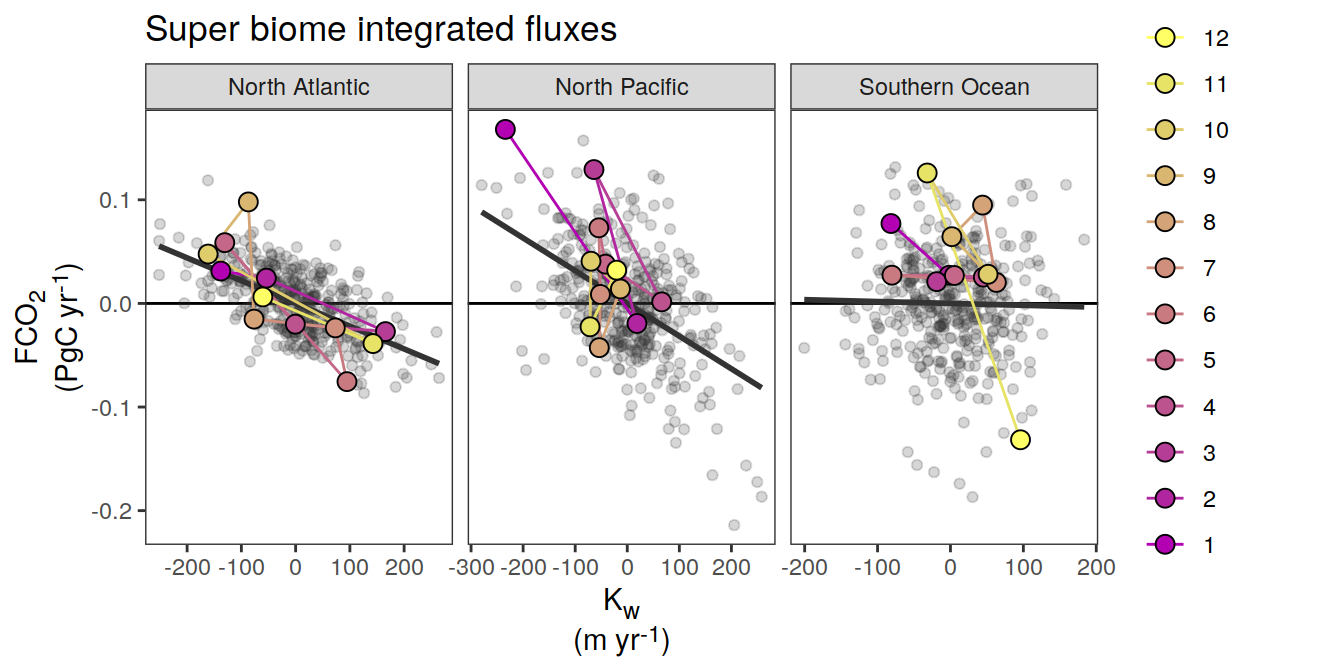 Super biome integrated fluxes
North Atlantic North Pacific Southern Ocean
FCO₂
(PgC yr⁻¹)
0.1
0.0
-0.1
-0.2
-200 -100 0 100 200 -300 -200 -100 0 100 200 -200 -100 0 100 200
K_w
(m yr⁻¹)
12
11
10
9
8
7
6
5
4
3
2
1